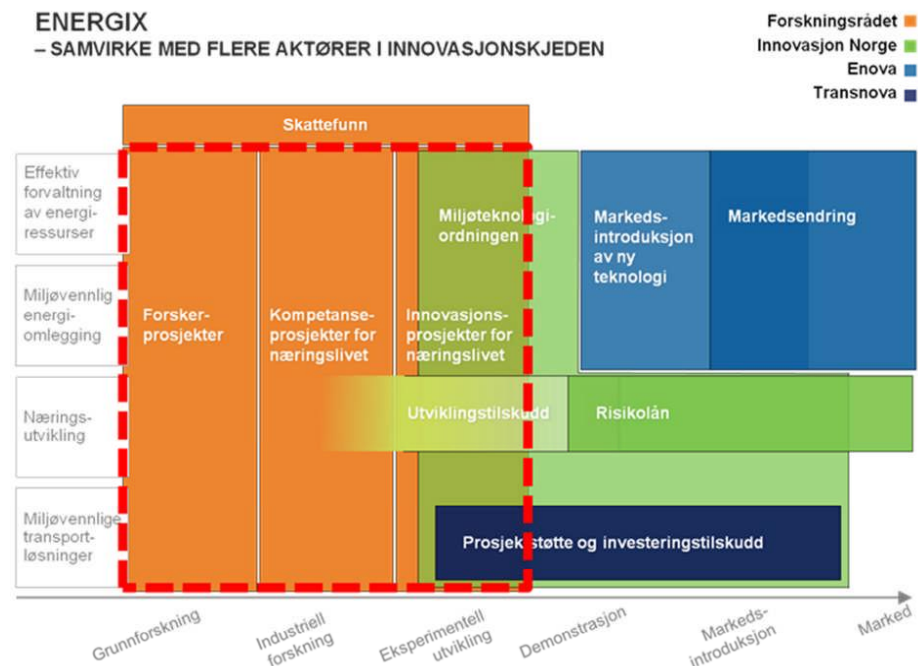 ENERGIX
– SAMVIRKE MED FLERE AKTØRER I INNOVASJONSKJEDEN
Forskningsrådet
Innovasjon Norge
Enova
Transnova
Skattefunn
Effektiv
forvaltning
av energi-
ressurser
Miljøteknologi-
ordningen
Markeds-
introduksjon
av ny
teknologi
Markedsendring
Miljøvennlig
energi-
omlegging
Forsker-
prosjekter
Kompetanse-
prosjekter for
næringslivet
Innovasjons-
prosjekter for
næringslivet
Nærings-
utvikling
Utviklingstilskudd
Risikolån
Miljøvennlige
transport-
løsninger
Prosjektstøtte og investeringstilskudd
Grunnforskning
Industriell
forskning
Eksperimentell
utvikling
Demonstrasjon
Markeds-
introduksjon
Marked